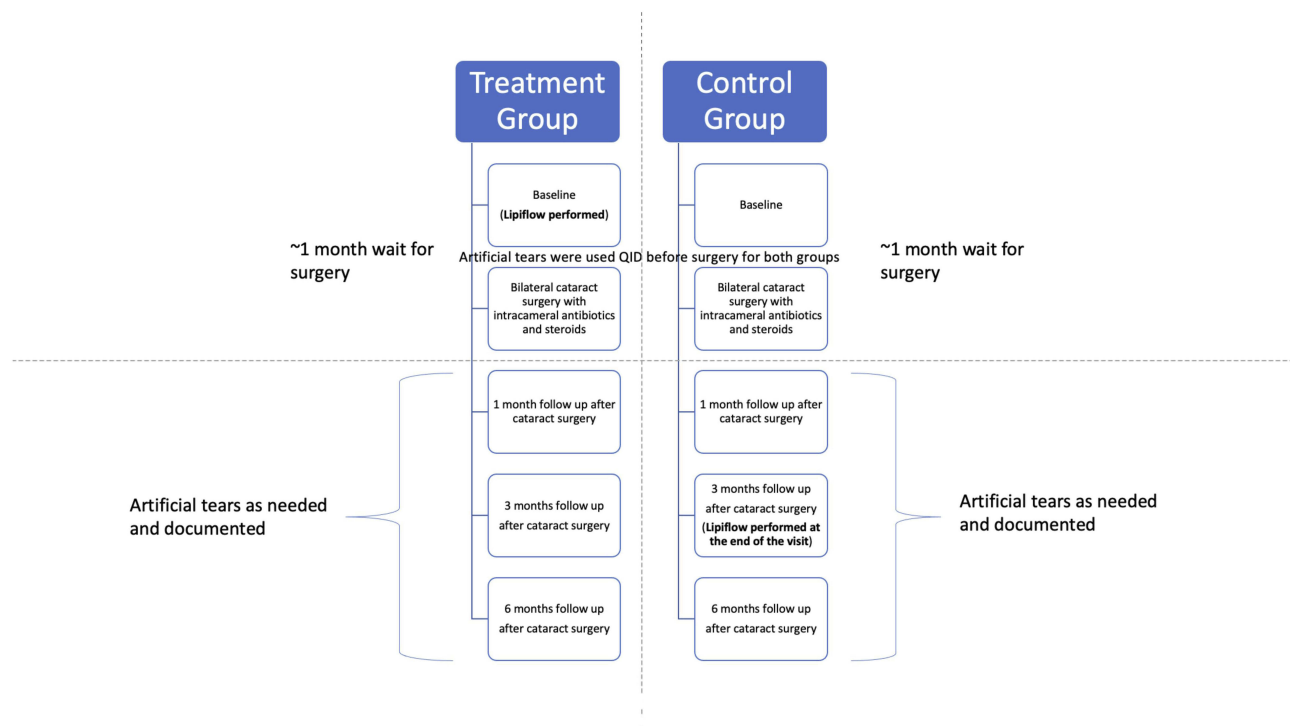 Treatment
Group
Control
Group
Baseline
(Lipiflow performed)
Baseline
~1 month wait for
surgery
~1 month wait for
surgery
Artificial tears were used QID before surgery for both groups
Bilateral cataract
surgery with
intracameral antibiotics
and steroids
Bilateral cataract
surgery with
intracameral antibiotics
and steroids
1 month follow up after
cataract surgery
1 month follow up after
cataract surgery
Artificial tears as needed
and documented
3 months follow up
after cataract surgery
3 months follow up
after cataract surgery
(Lipiflow performed at
the end of the visit)
Artificial tears as needed
and documented
6 months follow up
after cataract surgery
6 months follow up
after cataract surgery